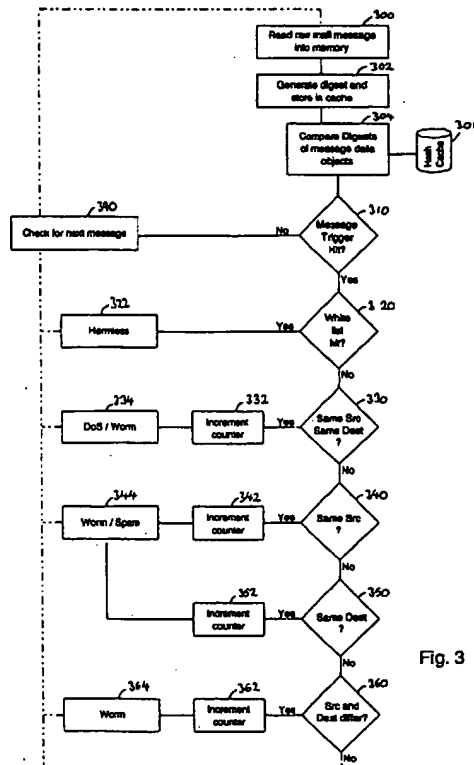 300
Read raw mail message
into memory
302
Generate digest and
store in cache
304
Compare Digests
of message data
objects
Hash
Cache
310
Message
Trigger
Hit?
No
Yes
Check for next message
320
White
list
hit?
Yes
No
322
Harmless
Same Src
Same Dest
?
Yes
No
332
Increment
counter
DoS / Worm
340
Same Src
?
Yes
No
342
Increment
counter
344
350
Same Dest
?
Yes
No
352
Increment
counter
360
Src and
Dest differ?
Yes
No
362
Increment
counter
364
Worm
Fig. 3